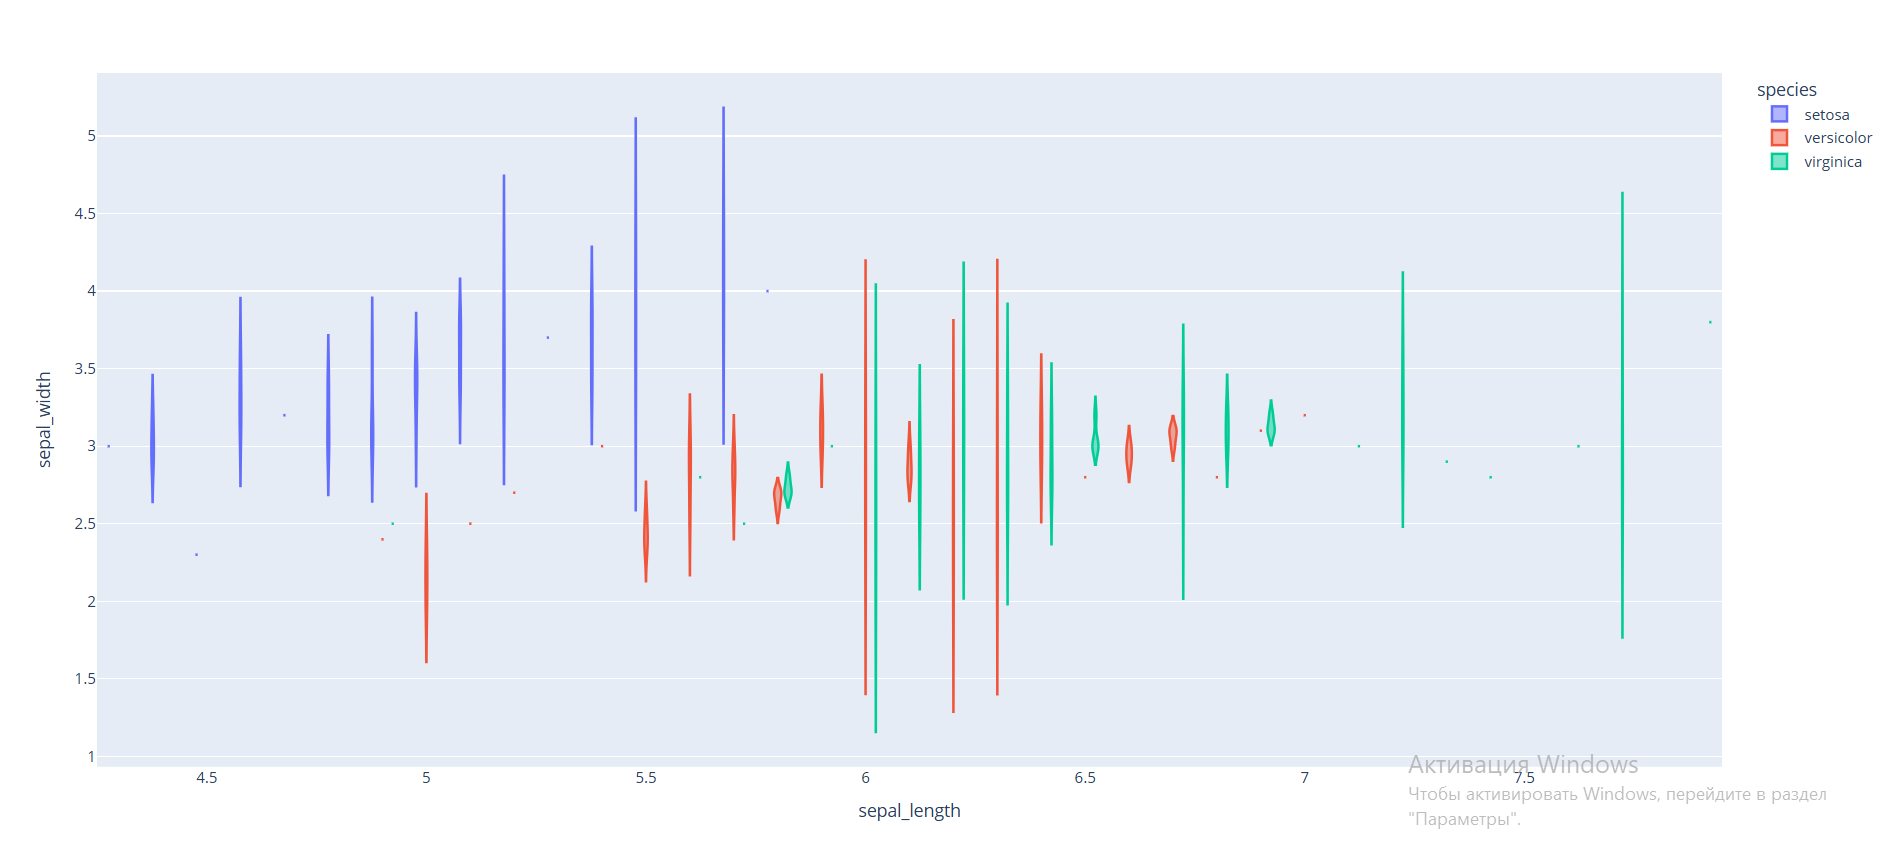 species
setosa
versicolor
virginica
5
4.5
4
3.5
3
2.5
2
1.5
1
sepal_width
4.5
5
5.5
6
6.5
7
7.5
sepal_length
Активация Windows
Чтобы активировать Windows, перейдите в раздел
"Параметры".